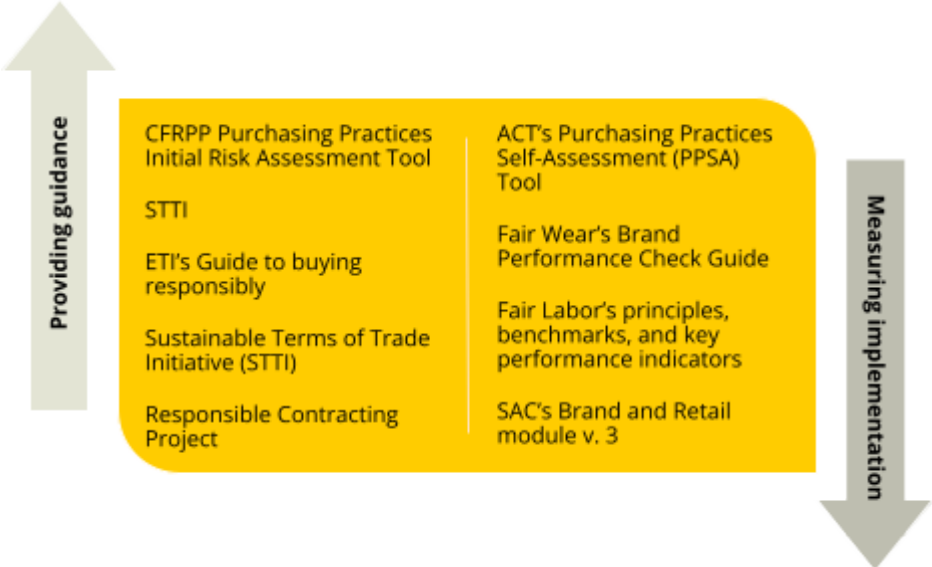 Providing guidance
CFRPP Purchasing Practices
Initial Risk Assessment Tool
STTI
ETI's Guide to buying
responsibly
Sustainable Terms of Trade
Initiative (STTI)
Responsible Contracting
Project
ACT's Purchasing Practices
Self-Assessment (PPSA)
Tool
Fair Wear's Brand
Performance Check Guide
Fair Labor's principles,
benchmarks, and key
performance indicators
SAC's Brand and Retail
module v. 3
Measuring implementation